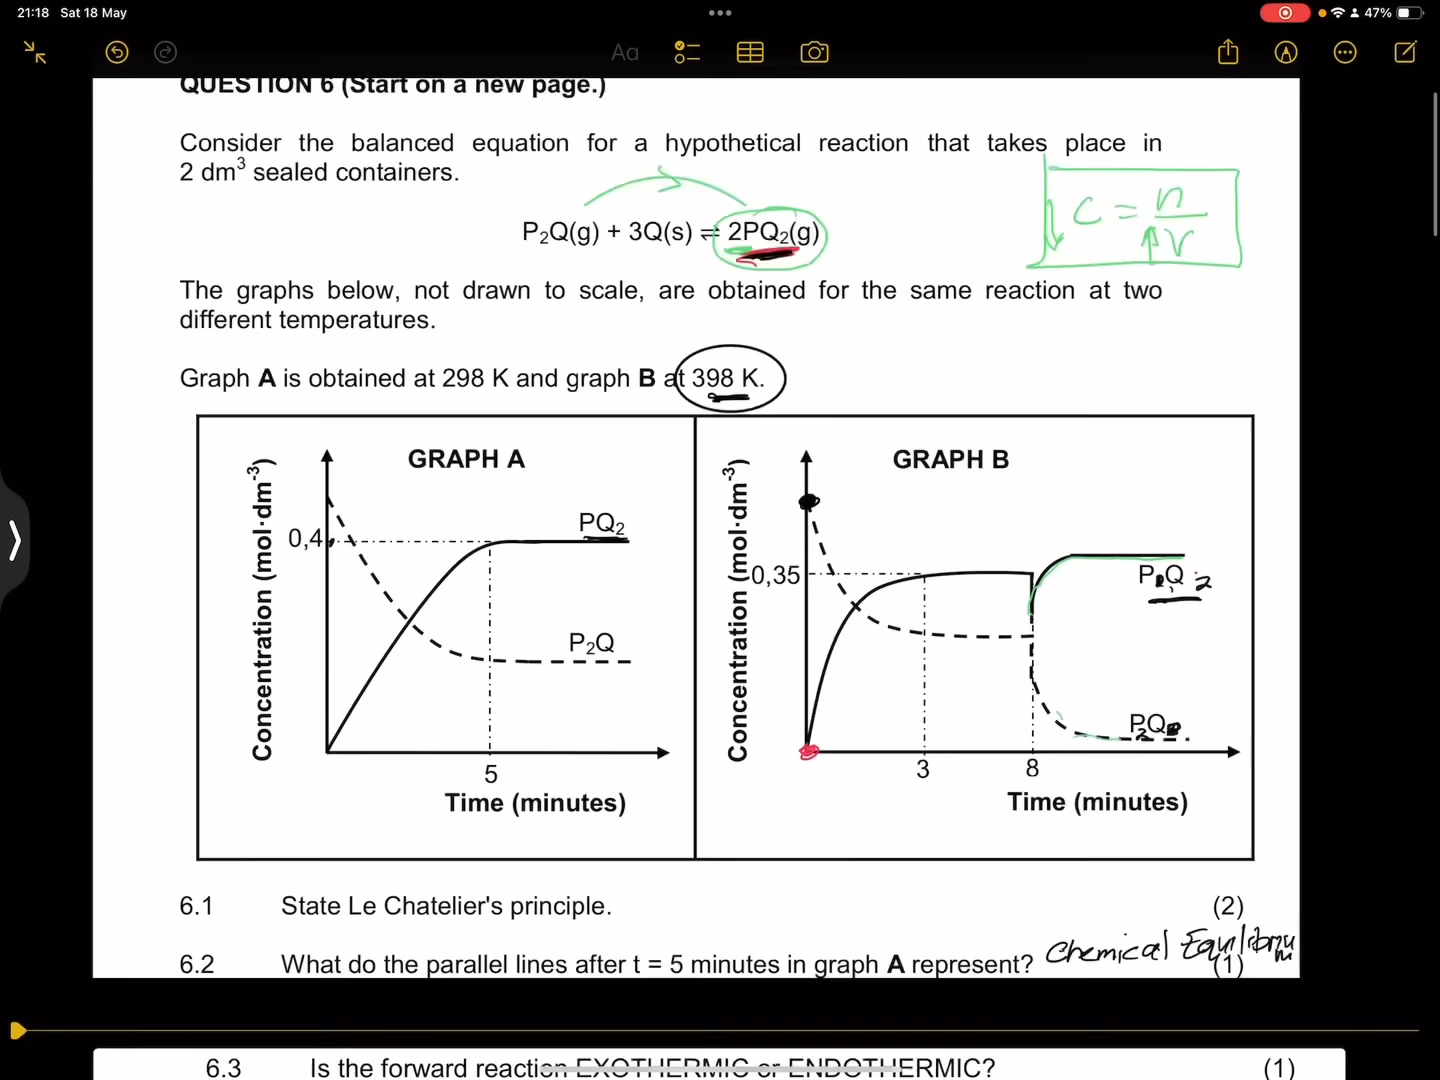 21:18 Sat 18 May
47%
Aa
QUESTION 6 (Start on a new page.)
Consider the balanced equation for a hypothetical reaction that takes place in
2 dm³ sealed containers.
C = n / V
P₂Q(g) + 3Q(s) ⇌ 2PQ₂(g)
The graphs below, not drawn to scale, are obtained for the same reaction at two
different temperatures.
Graph A is obtained at 298 K and graph B at 398 K.
GRAPH A
Concentration (mol·dm⁻³)
0,4
PQ₂
P₂Q
5
Time (minutes)
GRAPH B
Concentration (mol·dm⁻³)
0,35
3
8
Time (minutes)
6.1 State Le Chatelier's principle. (2)
6.2 What do the parallel lines after t = 5 minutes in graph A represent? (1)
Chemical Equilibrium
6.3 Is the forward reaction EXOTHERMIC or ENDOTHERMIC? (1)